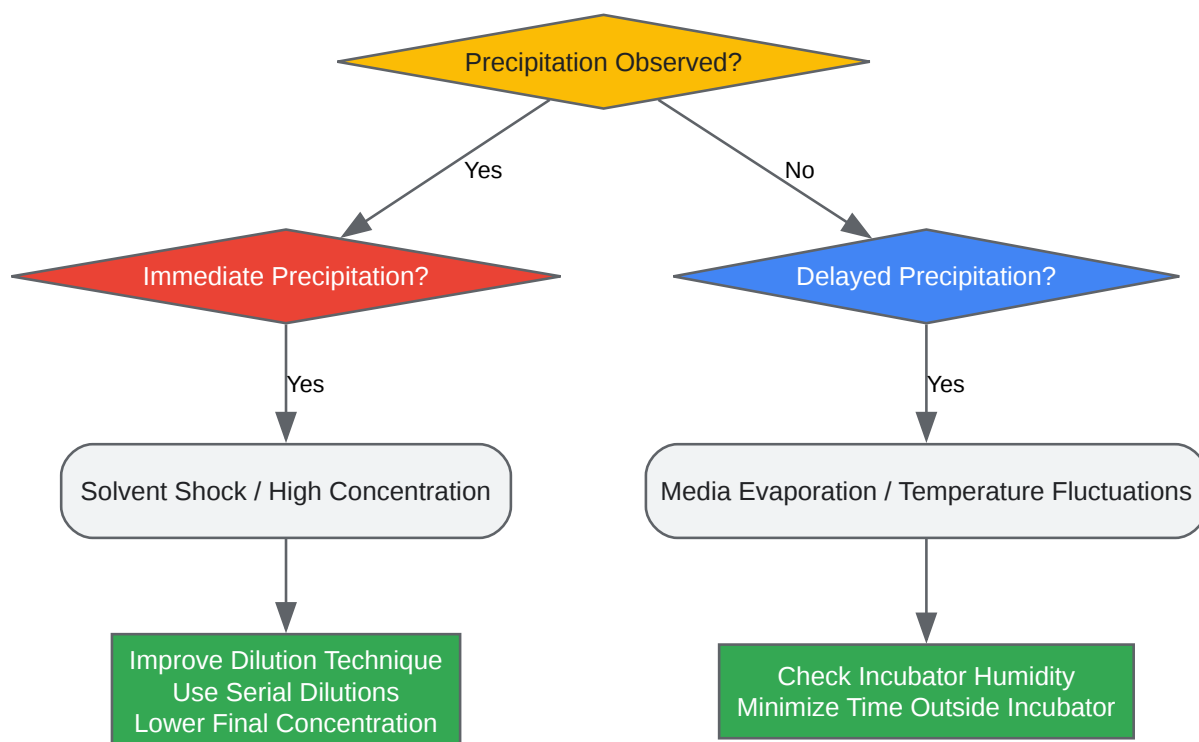 Precipitation Observed?
Yes
No
Immediate Precipitation?
Delayed Precipitation?
Yes
Yes
Solvent Shock / High Concentration
Media Evaporation / Temperature Fluctuations
Improve Dilution Technique
Use Serial Dilutions
Lower Final Concentration
Check Incubator Humidity
Minimize Time Outside Incubator